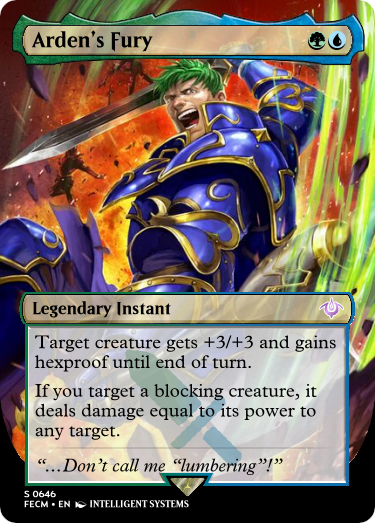 Arden's Fury
Legendary Instant
Target creature gets +3/+3 and gains
hexproof until end of turn.
If you target a blocking creature, it
deals damage equal to its power to
any target.
“...Don't call me “lumbering”!”
S 0646
FECM • EN INTELLIGENT SYSTEMS